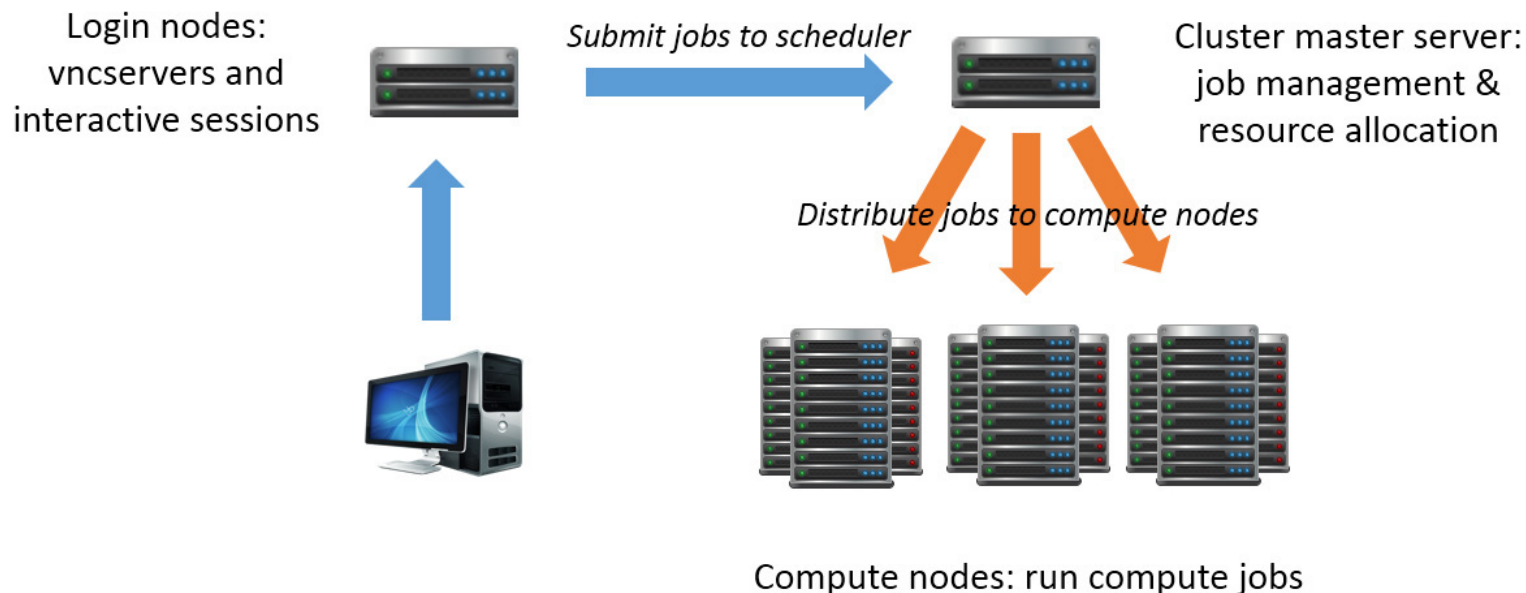 Login nodes:
vncservers and
interactive sessions
Submit jobs to scheduler
Cluster master server:
job management &
resource allocation
Distribute jobs to compute nodes
Compute nodes: run compute jobs